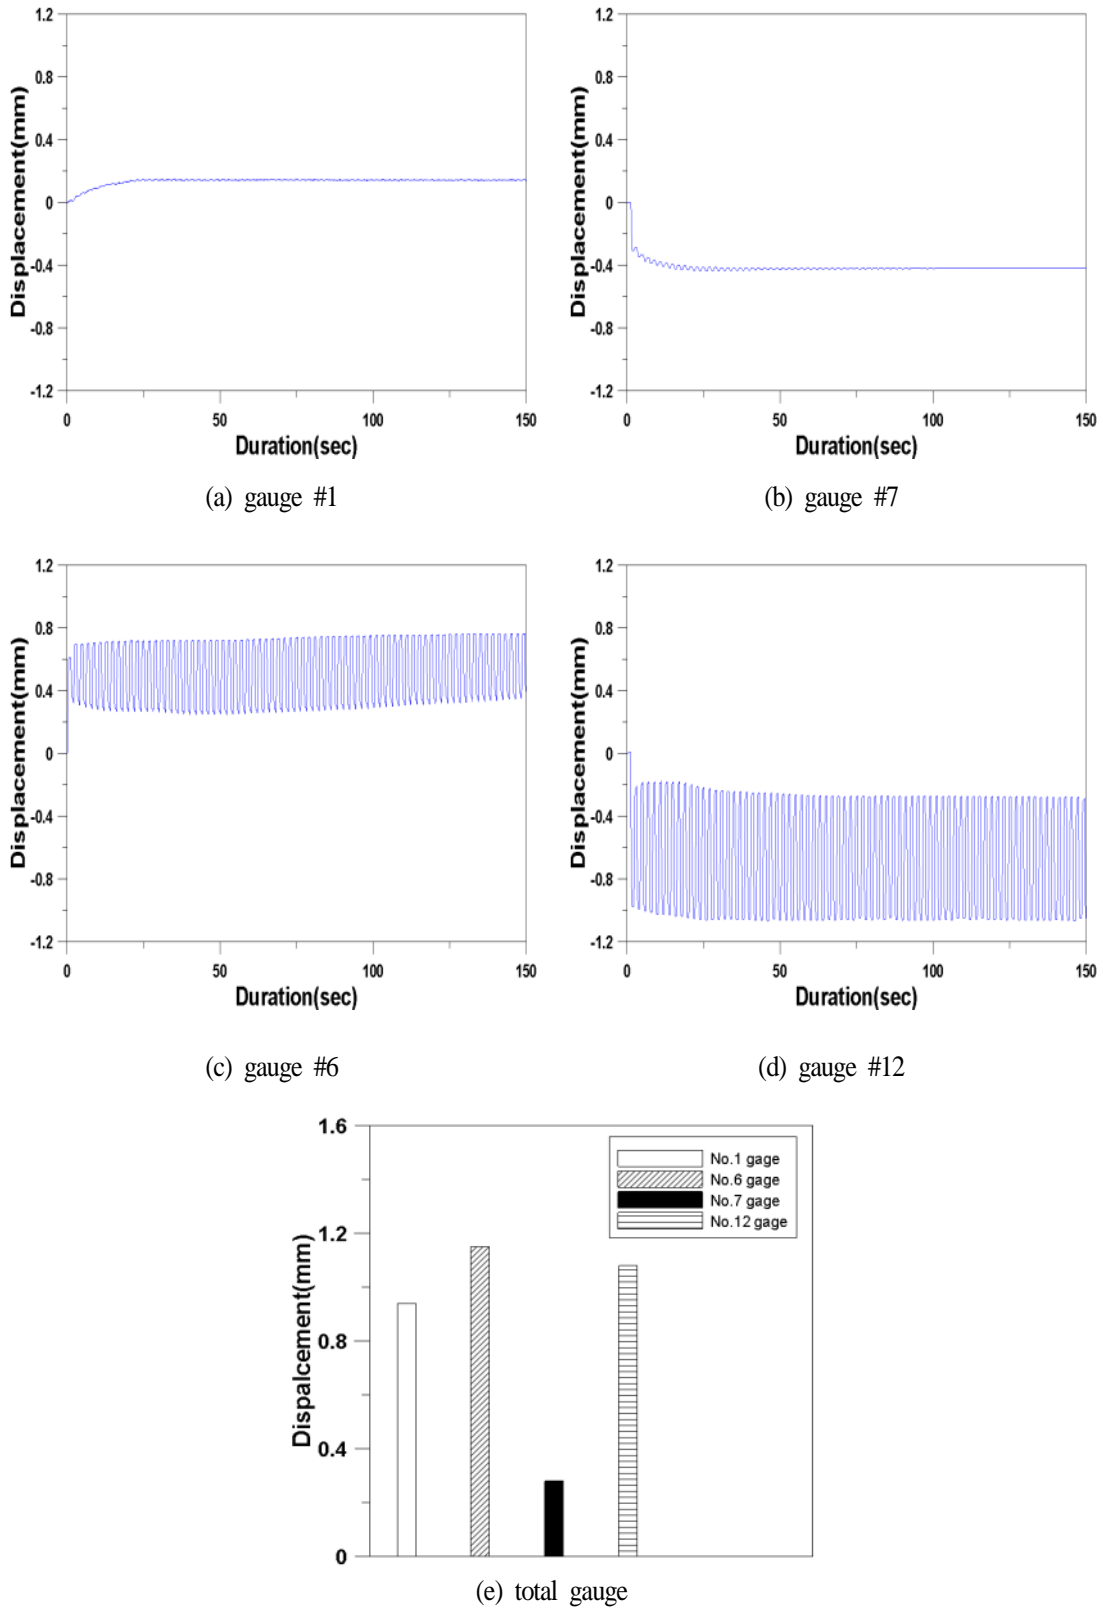 1.2
0.8
0.4
0
-0.4
-0.8
-1.2
Displacement(mm)
0 50 100 150
Duration(sec)
(a) gauge #1
1.2
0.8
0.4
0
-0.4
-0.8
-1.2
Displacement(mm)
0 50 100 150
Duration(sec)
(b) gauge #7
1.2
0.8
0.4
0
-0.4
-0.8
-1.2
Displacement(mm)
0 50 100 150
Duration(sec)
(c) gauge #6
1.2
0.8
0.4
0
-0.4
-0.8
-1.2
Displacement(mm)
0 50 100 150
Duration(sec)
(d) gauge #12
1.6
1.2
0.8
0.4
0
Dispalcement(mm)
No.1 gage
No.6 gage
No.7 gage
No.12 gage
(e) total gauge